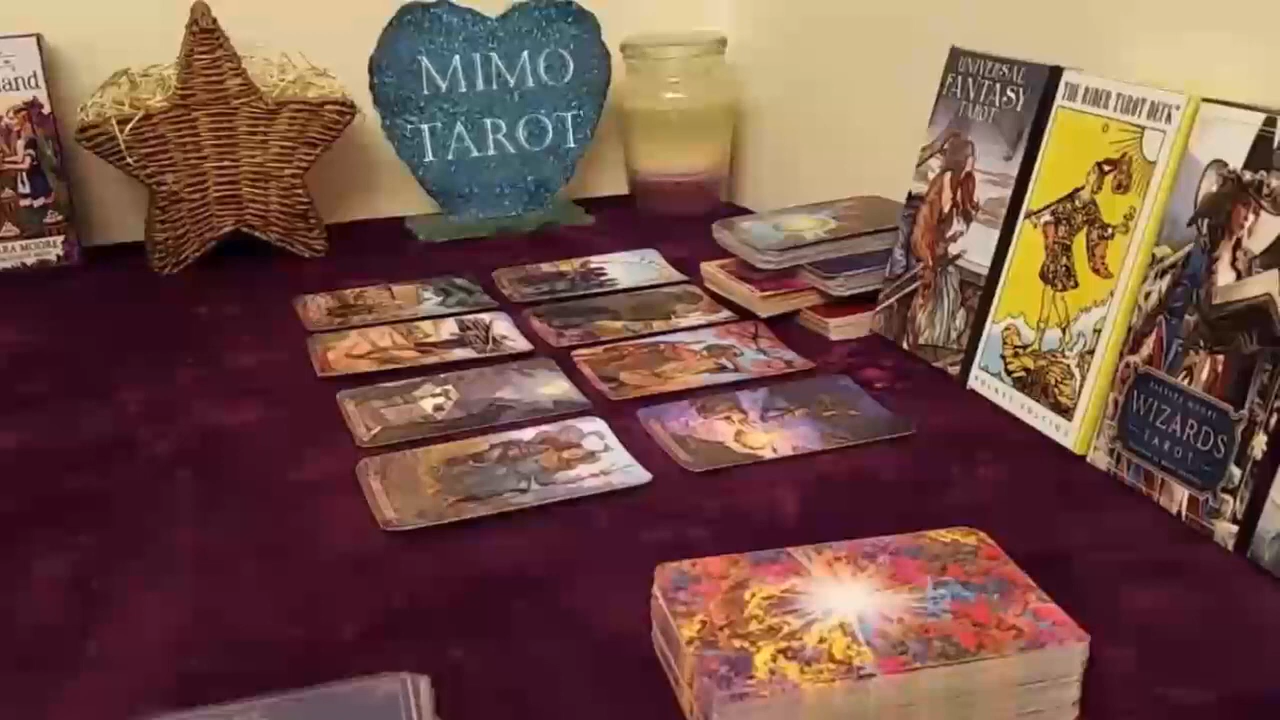 and
ARA MOORE
MIMO
TAROT
UNIVERSAL
FANTASY
TAROT
THE RIDER TAROT DECK
WIZARDS
TAROT